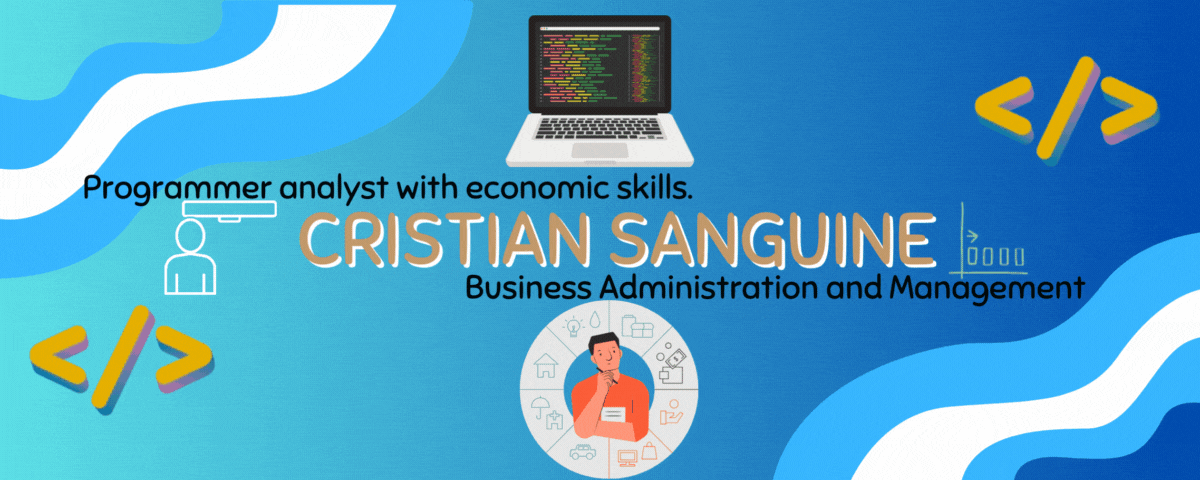 Programmer analyst with economic skills.
CRISTIAN SANGUINE
Business Administration and Management